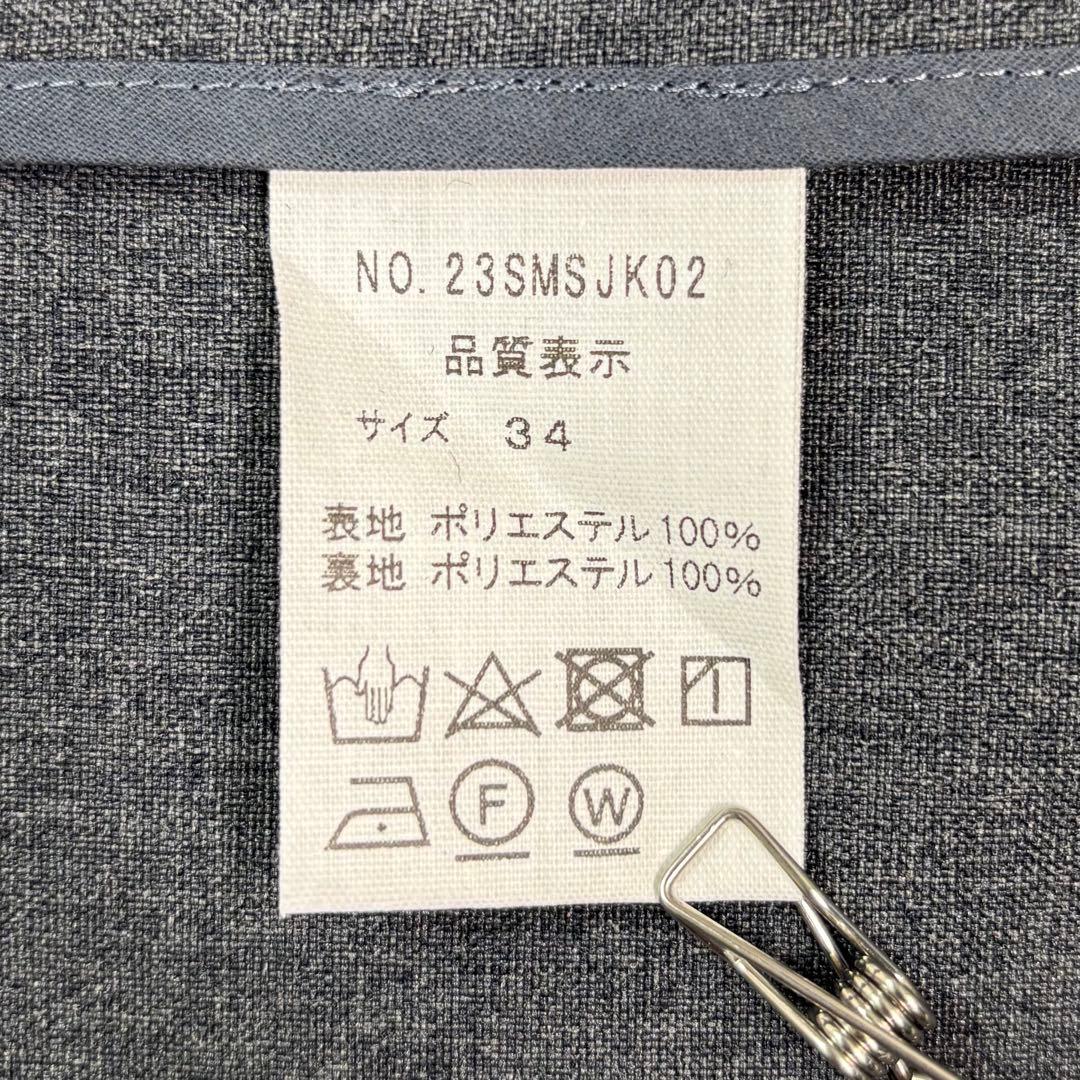 NO. 23SMSJK02
品質表示
サイズ 34
表地 ポリエステル100%
裏地 ポリエステル100%
F W